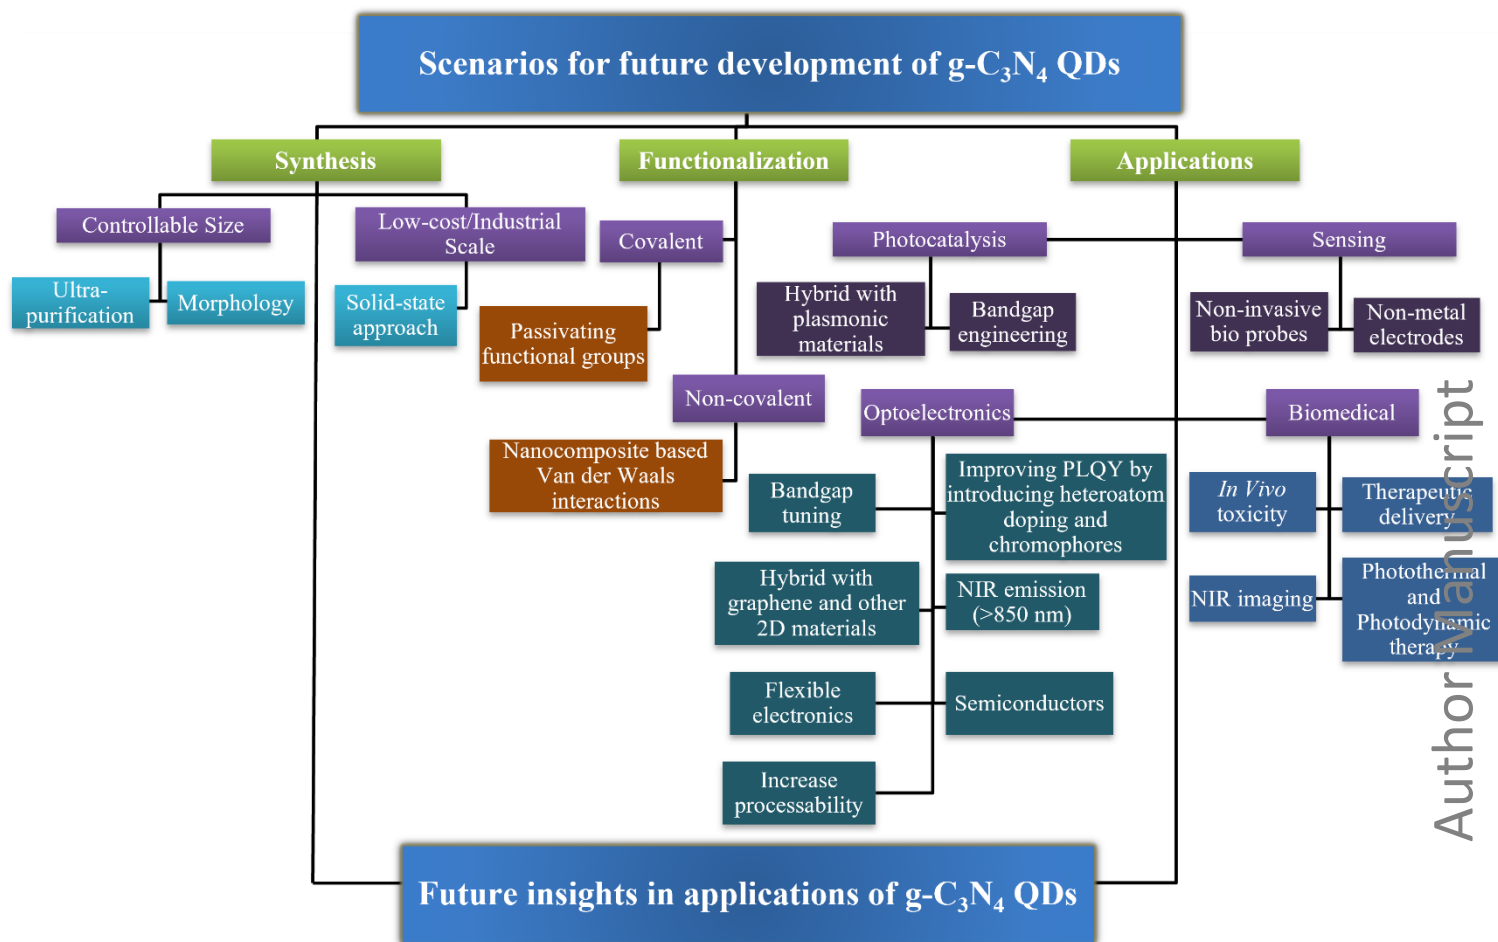 Scenarios for future development of g-C₃N₄ QDs
Synthesis
Functionalization
Applications
Controllable Size
Low-cost/Industrial
Scale
Ultra-
purification
Morphology
Solid-state
approach
Covalent
Passivating
functional groups
Non-covalent
Nanocomposite based
Van der Waals
interactions
Photocatalysis
Sensing
Hybrid with
plasmonic
materials
Bandgap
engineering
Non-invasive
bio probes
Non-metal
electrodes
Optoelectronics
Biomedical
Bandgap
tuning
Improving PLQY by
introducing heteroatom
doping and
chromophores
Hybrid with
graphene and other
2D materials
NIR emission
(>850 nm)
Flexible
electronics
Semiconductors
Increase
processability
In Vivo
toxicity
Therapeutic
delivery
NIR imaging
Photothermal
and
Photodynamic
therapy
Future insights in applications of g-C₃N₄ QDs
Author Manuscript